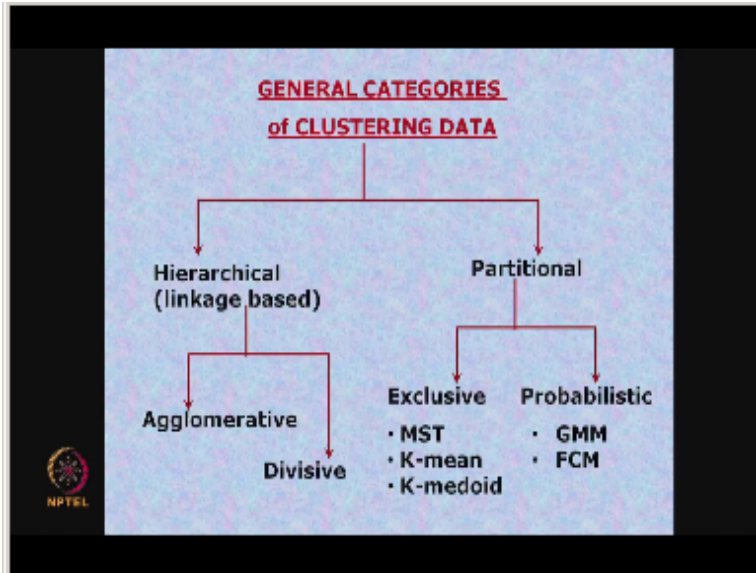 GENERAL CATEGORIES
of CLUSTERING DATA
Hierarchical
(linkage based)
Partitional
Agglomerative
Divisive
Exclusive
· MST
· K-mean
· K-medoid
Probabilistic
· GMM
· FCM
NPTEL